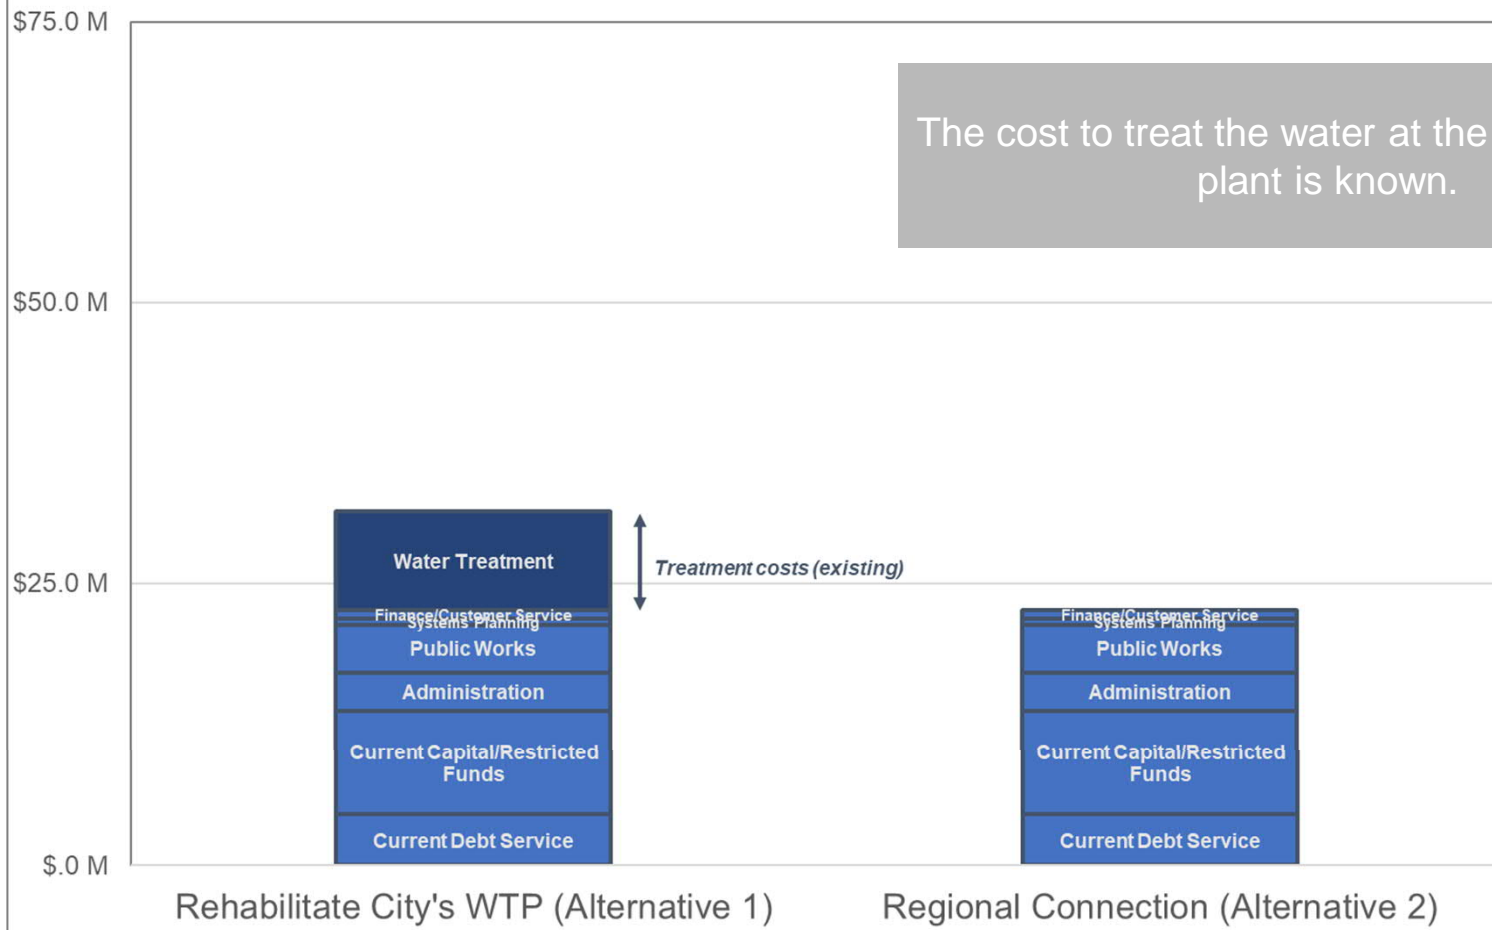 $75.0 M
The cost to treat the water at the
plant is known.
$50.0 M
$25.0 M
$.0 M
Water Treatment
Treatment costs (existing)
Finance/Customer Service
Systems Planning
Public Works
Administration
Current Capital/Restricted
Funds
Current Debt Service
Finance/Customer Service
Systems Planning
Public Works
Administration
Current Capital/Restricted
Funds
Current Debt Service
Rehabilitate City's WTP (Alternative 1)
Regional Connection (Alternative 2)